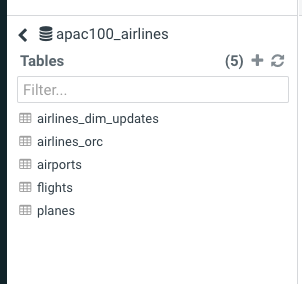 apac100_airlines
Tables (5)
Filter...
airlines_dim_updates
airlines_orc
airports
flights
planes